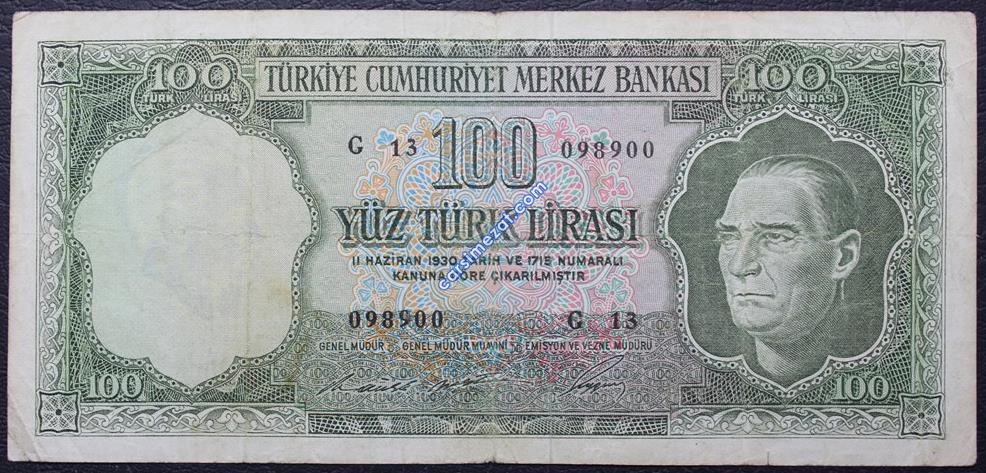 100 TÜRKİYE CUMHURİYET MERKEZ BANKASI 100
TÜRK LİRASI TÜRK LİRASI
G 13 100 098900
YÜZ TÜRK LİRASI
11 HAZİRAN 1930 TARİH VE 1715 NUMARALI
KANUNA GÖRE ÇIKARILMIŞTIR
098900 G 13
GENEL MÜDÜR GENEL MÜDÜR MUAVİNİ EMİSYON VE VEZNE MÜDÜRÜ
100 100